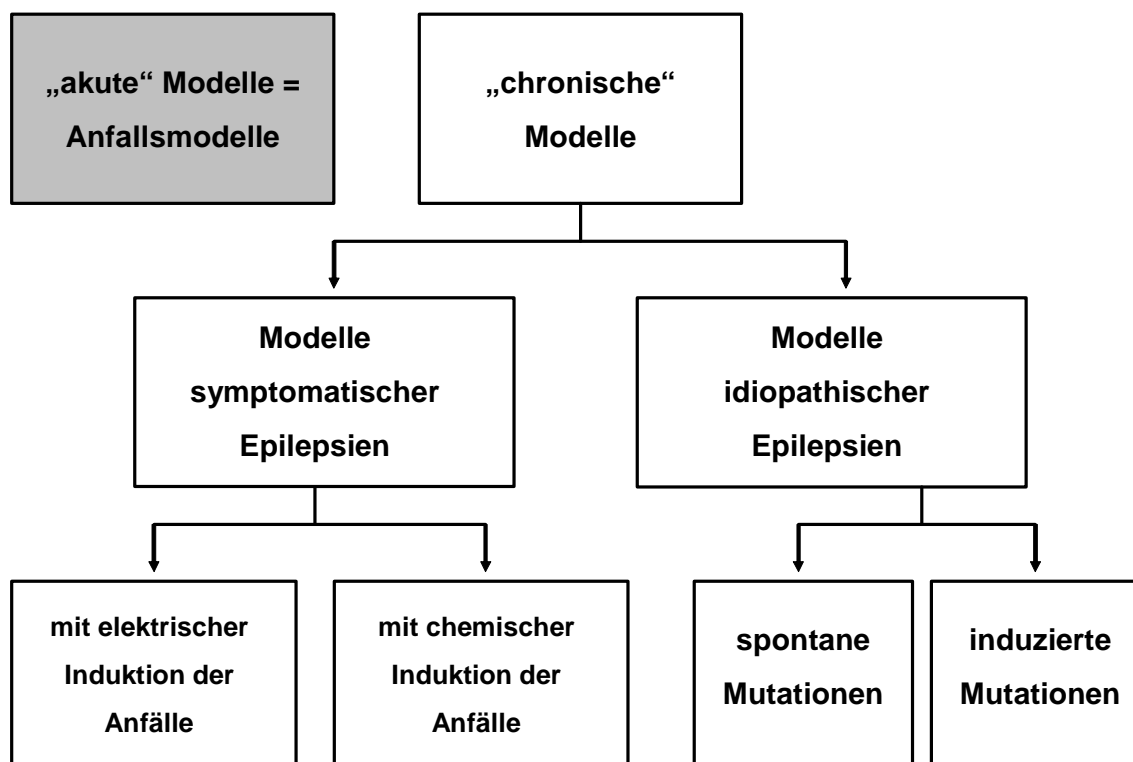 „akute“ Modelle =
Anfallsmodelle
„chronische“
Modelle
Modelle
symptomatischer
Epilepsien
Modelle
idiopathischer
Epilepsien
mit elektrischer
Induktion der
Anfälle
mit chemischer
Induktion der
Anfälle
spontane
Mutationen
induzierte
Mutationen